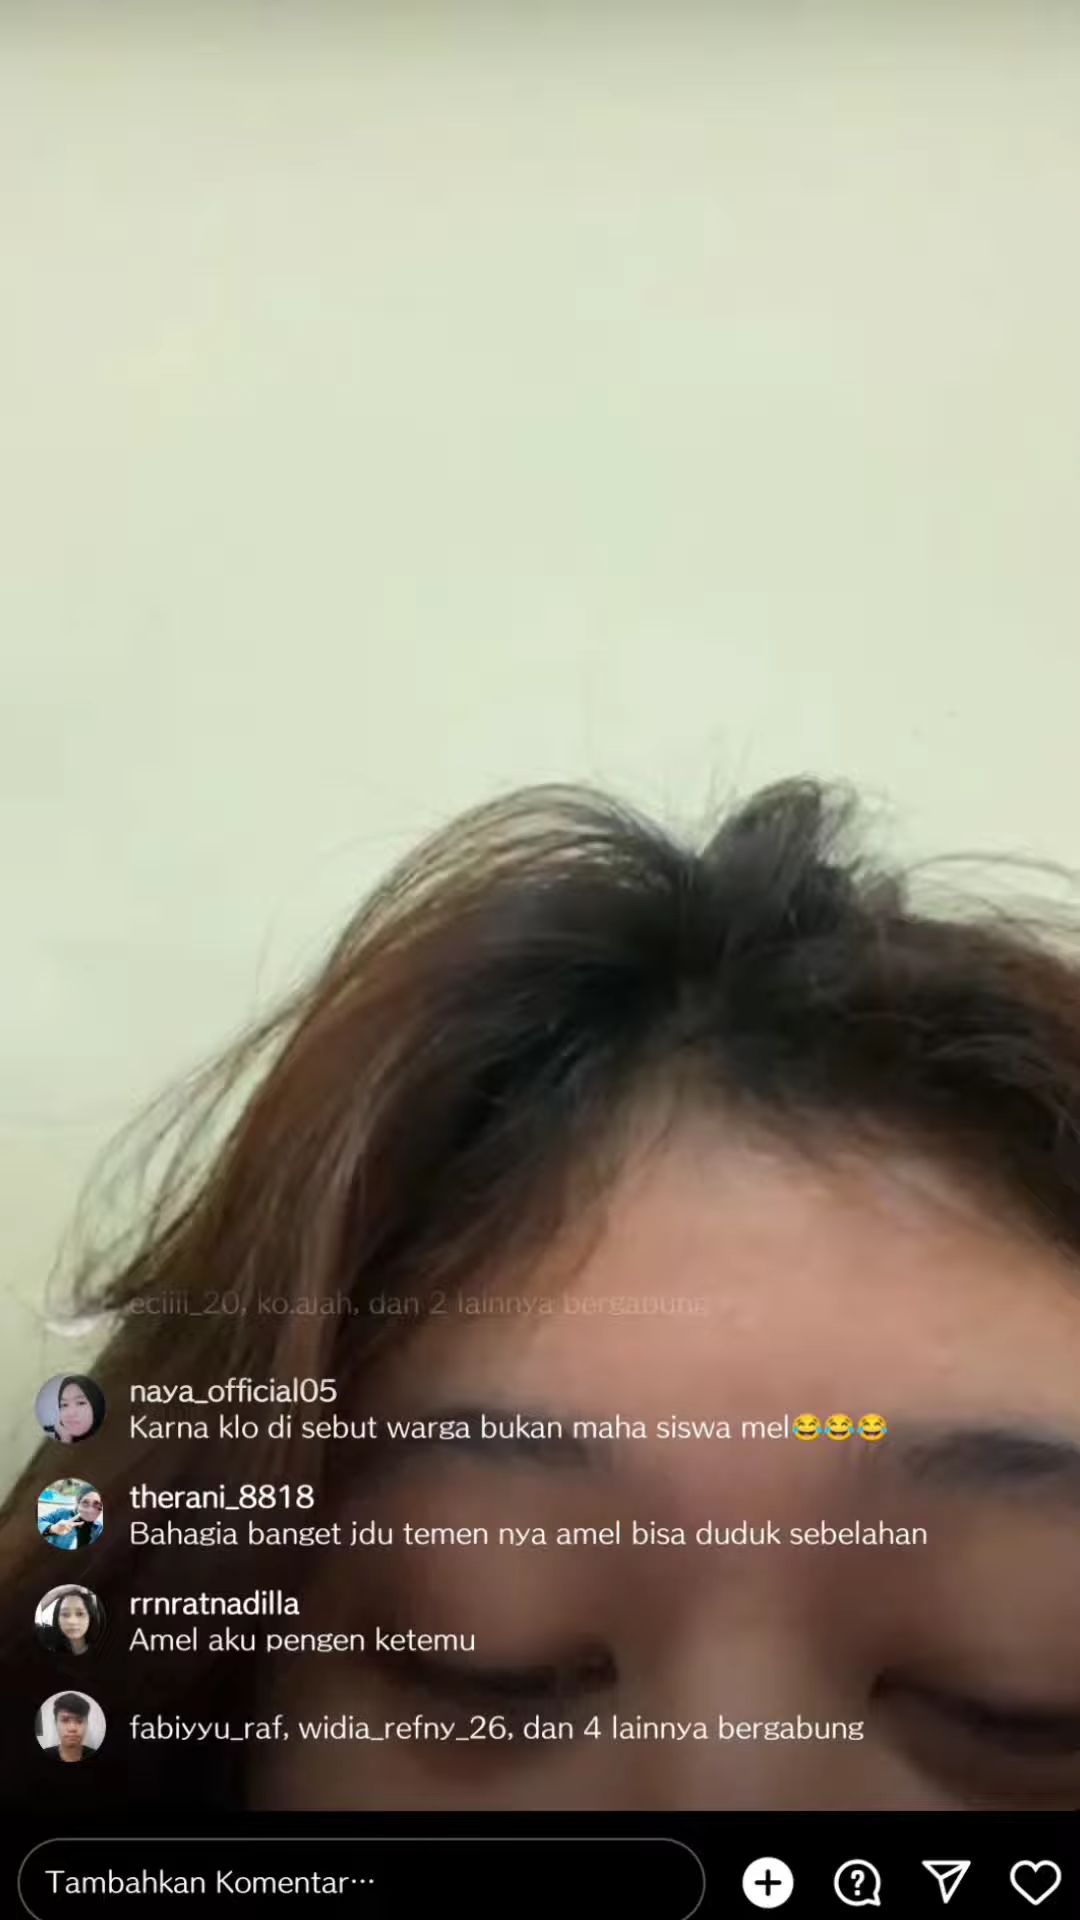 eciiii_20, ko.ajah, dan 2 lainnya bergabung
naya_official05
Karna klo di sebut warga bukan maha siswa mel😂😂😂
therani_8818
Bahagia banget jdu temen nya amel bisa duduk sebelahan
rrnratnadilla
Amel aku pengen ketemu
fabiyyu_raf, widia_refny_26, dan 4 lainnya bergabung
Tambahkan Komentar...